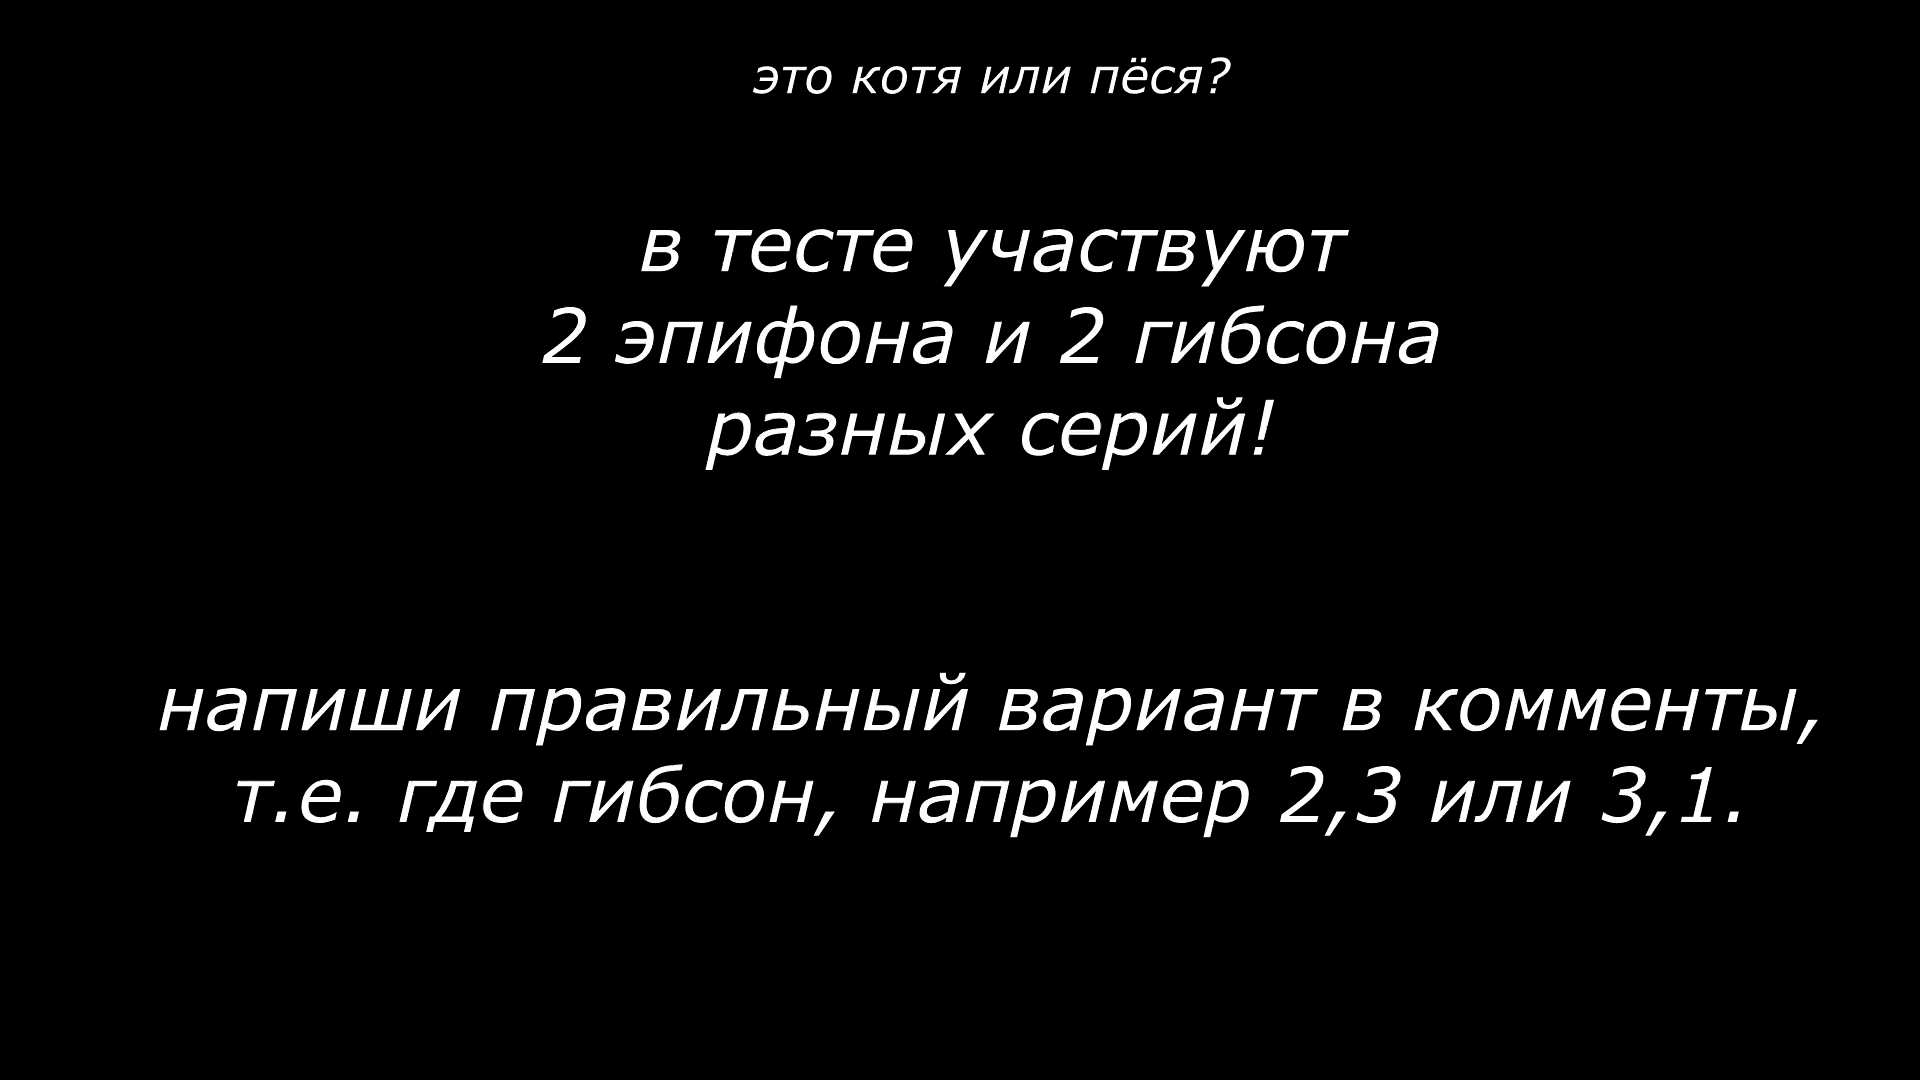 это котя или пёся?
в тесте участвуют
2 эпифона и 2 гибсона
разных серий!
напиши правильный вариант в комменты,
т.е. где гибсон, например 2,3 или 3,1.